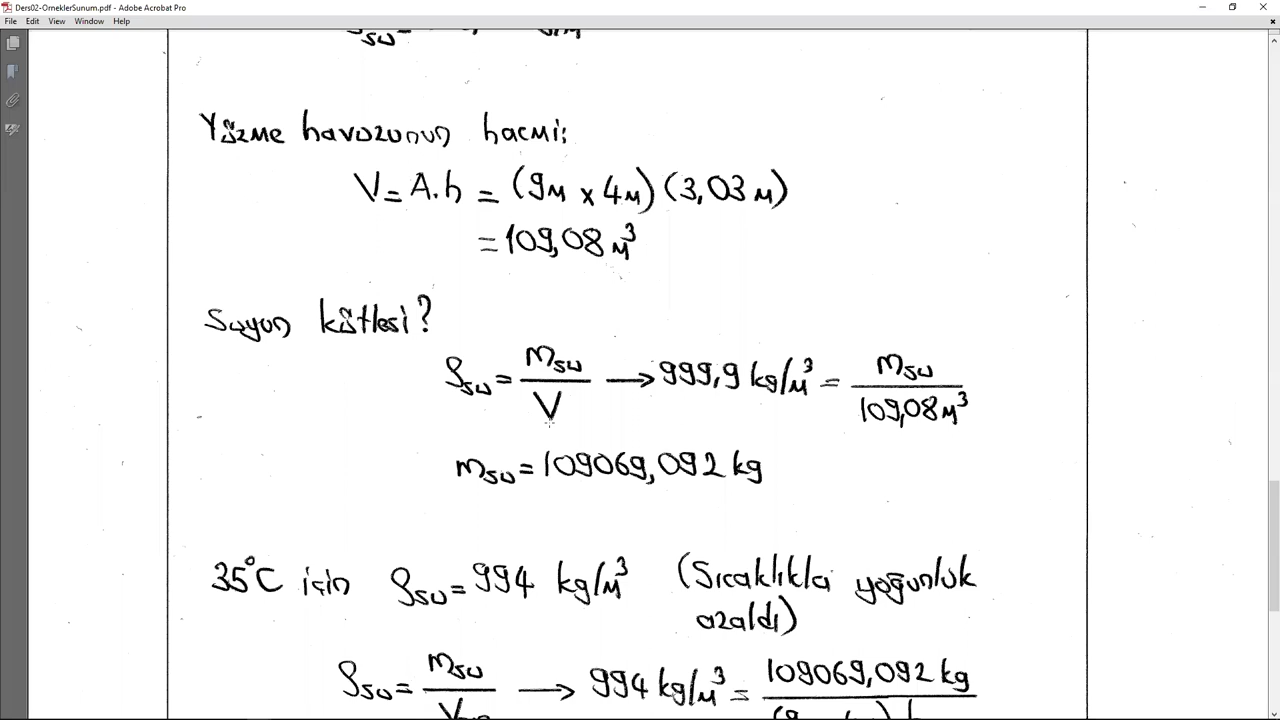 Ders02-OrneklerSunum.pdf - Adobe Acrobat Pro
File Edit View Window Help
Yüzme havuzunun hacmi:
V = A.h = (9m x 4m) (3,03 m)
= 109,08 m³
Suyun kütlesi?
ρsu = msu / V → 999,9 kg/m³ = msu / 109,08 m³
msu = 109069,092 kg
35°C için ρsu = 994 kg/m³ (Sıcaklıkla yoğunluk
azaldı)
ρsu = msu / → 994 kg/m³ = 109069,092 kg /